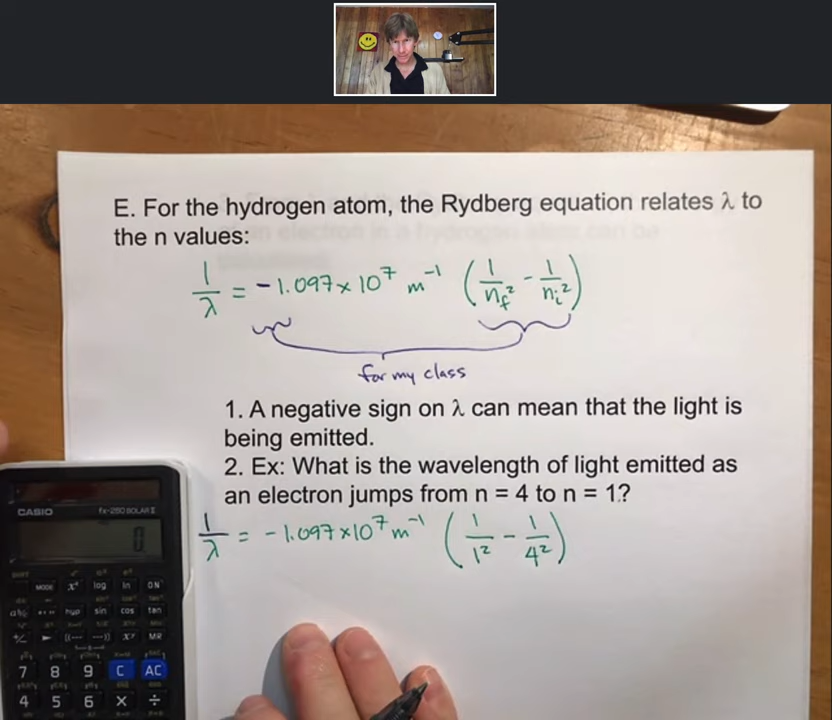 E. For the hydrogen atom, the Rydberg equation relates λ to
the n values:
1/λ = -1.097 x 10⁷ m⁻¹ (1/n_f² - 1/n_i²)
for my class
1. A negative sign on λ can mean that the light is
being emitted.
2. Ex: What is the wavelength of light emitted as
an electron jumps from n = 4 to n = 1?
1/λ = -1.097 x 10⁷ m⁻¹ (1/1² - 1/4²)
CASIO fx-260 SOLAR II
0
MODE log ln ON
hyp sin cos tan
MR
7 8 9 C AC
4 5 6 × ÷